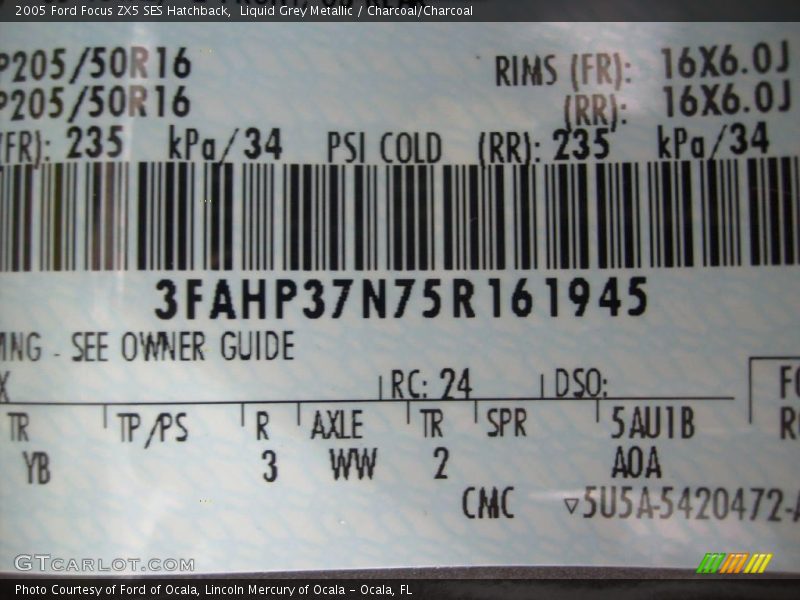 2005 Ford Focus ZX5 SES Hatchback, Liquid Grey Metallic / Charcoal/Charcoal
P205/50R16 RIMS (FR): 16X6.0J
P205/50R16 (RR): 16X6.0J
(FR): 235 kPa/34 PSI COLD (RR): 235 kPa/34
3FAHP37N75R161945
ING - SEE OWNER GUIDE
X RC: 24 DSO: FO
TR TP/PS R AXLE TR SPR 5AU1B
YB 3 WW 2 A0A
CMC ▿5U5A-5420472-A
GTCARLOT.COM
Photo Courtesy of Ford of Ocala, Lincoln Mercury of Ocala – Ocala, FL